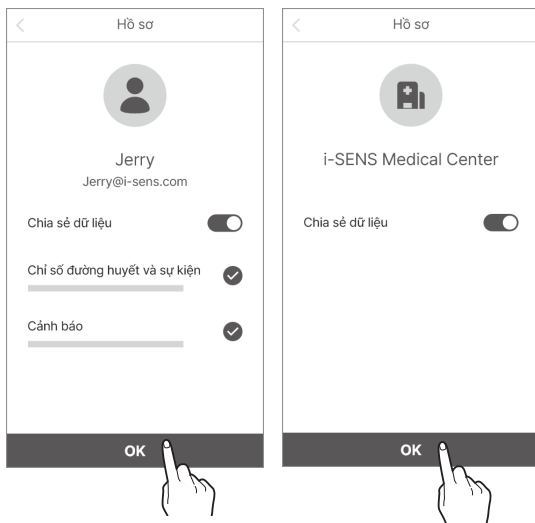 Hồ sơ
Jerry
Jerry@i-sens.com
Chia sẻ dữ liệu
Chỉ số đường huyết và sự kiện
Cảnh báo
OK
Hồ sơ
i-SENS Medical Center
Chia sẻ dữ liệu
OK